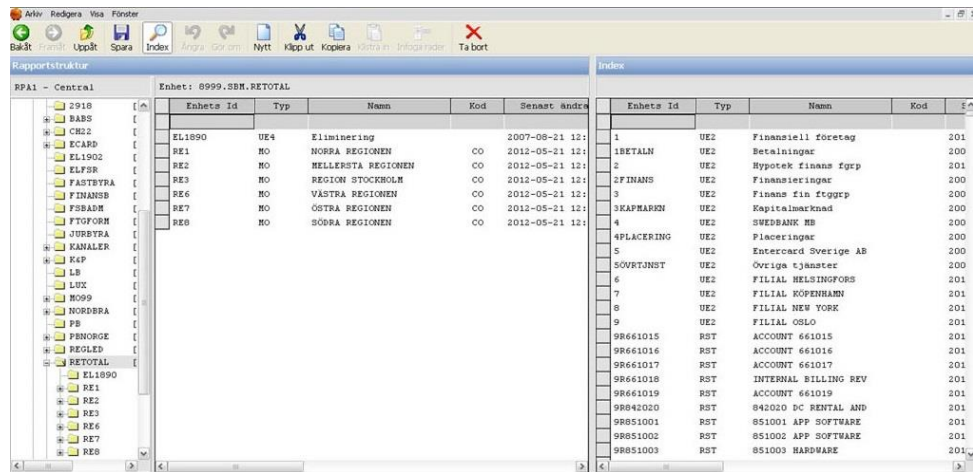 Arkiv Redigera Visa Fönster
Bakåt Framåt Uppåt Spara Index Ångra Gör om Nytt Klipp ut Kopiera Klistra in Infoga rader Ta bort
Rapportstruktur
RPA1 - Central
2918
BABS
CH22
ECARD
EL1902
ELFSR
FASTBYRA
FINANSB
FSBADM
FTGFORM
JURBYRA
KANALER
K&P
LB
LUX
MO99
NORDBRA
PB
PBNORGE
REGLED
RETOTAL
EL1890
RE1
RE2
RE3
RE6
RE7
RE8
Enhet: 8999.SBM.RETOTAL
Enhets Id Typ Namn Kod Senast ändra
EL1890 UE4 Eliminering 2007-08-21 12:
RE1 MO NORRA REGIONEN CO 2012-05-21 12:
RE2 MO MELLERSTA REGIONEN CO 2012-05-21 12:
RE3 MO REGION STOCKHOLM CO 2012-05-21 12:
RE6 MO VÄSTRA REGIONEN CO 2012-05-21 12:
RE7 MO ÖSTRA REGIONEN CO 2012-05-21 12:
RE8 MO SÖDRA REGIONEN CO 2012-05-21 12:
Index
Enhets Id Typ Namn Kod
1 UE2 Finansiell företag 201
1BETALN UE2 Betalningar 200
2 UE2 Hypotek finans fgrp 201
2FINANS UE2 Finansieringar 200
3 UE2 Finans fin ftggrp 201
3KAPMARKN UE2 Kapitalmarknad 200
4 UE2 SWEDBANK MB 200
4PLACERING UE2 Placeringar 200
5 UE2 Entercard Sverige AB 200
5ÖVRTJNST UE2 Övriga tjänster 200
6 UE2 FILIAL HELSINGFORS 201
7 UE2 FILIAL KÖPENHAMN 201
8 UE2 FILIAL NEW YORK 201
9 UE2 FILIAL OSLO 201
9R661015 RST ACCOUNT 661015 201
9R661016 RST ACCOUNT 661016 201
9R661017 RST ACCOUNT 661017 201
9R661018 RST INTERNAL BILLING REV 201
9R661019 RST ACCOUNT 661019 201
9R842020 RST 842020 DC RENTAL AND 201
9R851001 RST 851001 APP SOFTWARE 201
9R851002 RST 851002 APP SOFTWARE 201
9R851003 RST 851003 HARDWARE 201